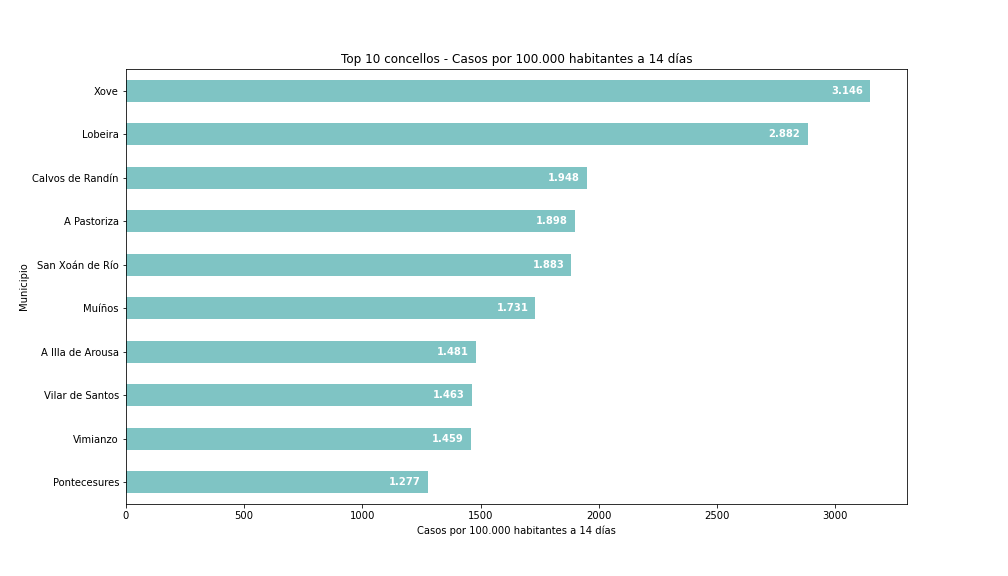 Top 10 concellos - Casos por 100.000 habitantes a 14 días
Xove 3.146
Lobeira 2.882
Calvos de Randín 1.948
A Pastoriza 1.898
San Xoán de Río 1.883
Muíños 1.731
A Illa de Arousa 1.481
Vilar de Santos 1.463
Vimianzo 1.459
Pontecesures 1.277
Municipio
0 500 1000 1500 2000 2500 3000
Casos por 100.000 habitantes a 14 días